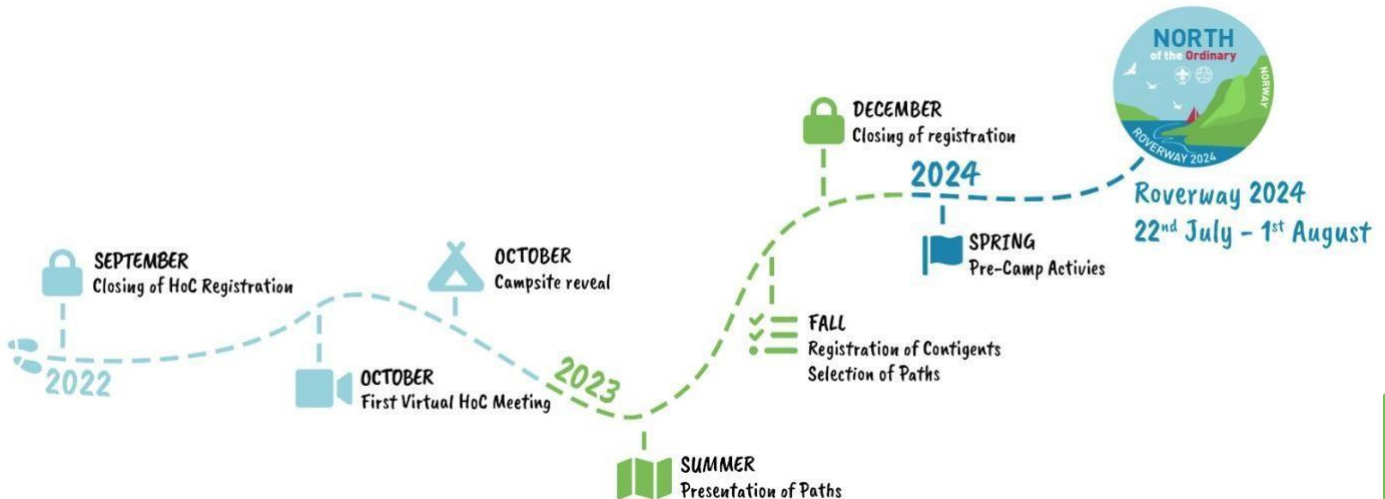 SEPTEMBER
Closing of HoC Registration
2022
OCTOBER
First Virtual HoC Meeting
OCTOBER
Campsite reveal
2023
SUMMER
Presentation of Paths
FALL
Registration of Contigents
Selection of Paths
DECEMBER
Closing of registration
2024
SPRING
Pre-Camp Activies
NORTH
of the Ordinary
NORWAY
ROVERWAY 2024
Roverway 2024
22nd July - 1st August